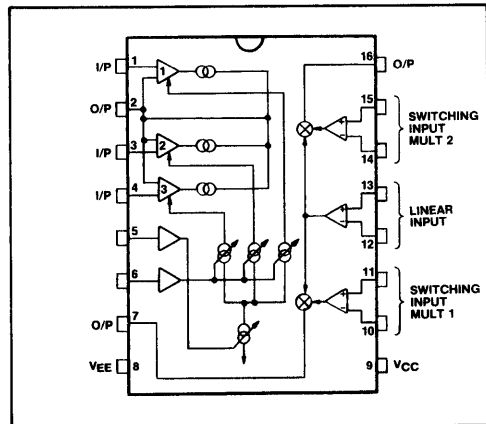 I/P 1
O/P 2
I/P 3
I/P 4
5
6
O/P 7
VEE 8
1
2
3
16 O/P
15
14
SWITCHING
INPUT
MULT 2
13
12
LINEAR
INPUT
11
10
SWITCHING
INPUT
MULT 1
9 VCC
+
-
+
-
+
-